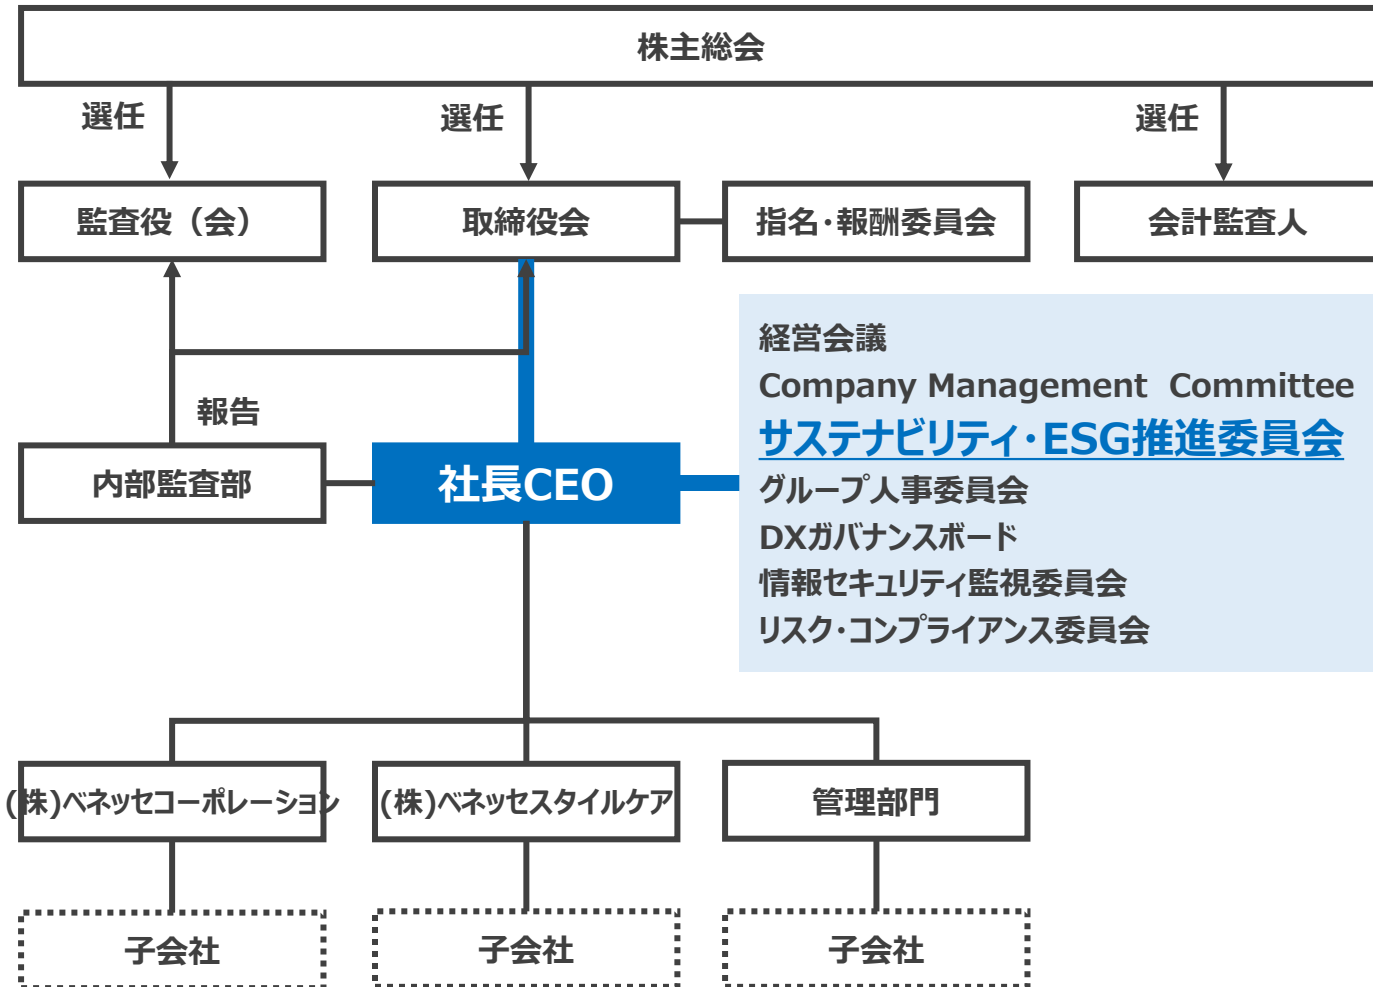 株主総会
選任
選任
選任
監査役（会）
取締役会
指名・報酬委員会
会計監査人
経営会議
Company Management Committee
サステナビリティ・ESG推進委員会
グループ人事委員会
DXガバナンスボード
情報セキュリティ監視委員会
リスク・コンプライアンス委員会
報告
内部監査部
社長CEO
(株)ベネッセコーポレーション
(株)ベネッセスタイルケア
管理部門
子会社
子会社
子会社